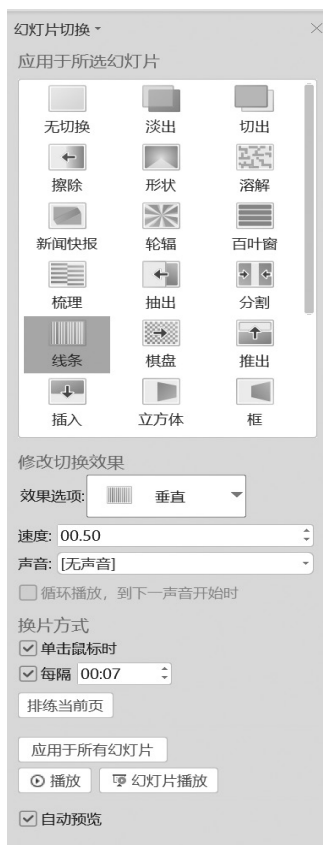 幻灯片切换
应用于所选幻灯片
无切换 淡出 切出
擦除 形状 溶解
新闻快报 轮辐 百叶窗
梳理 抽出 分割
线条 棋盘 推出
插入 立方体 框
修改切换效果
效果选项: 垂直
速度: 00.50
声音: [无声音]
循环播放，到下一声音开始时
换片方式
单击鼠标时
每隔 00:07
排练当前页
应用于所有幻灯片
播放 幻灯片播放
自动预览